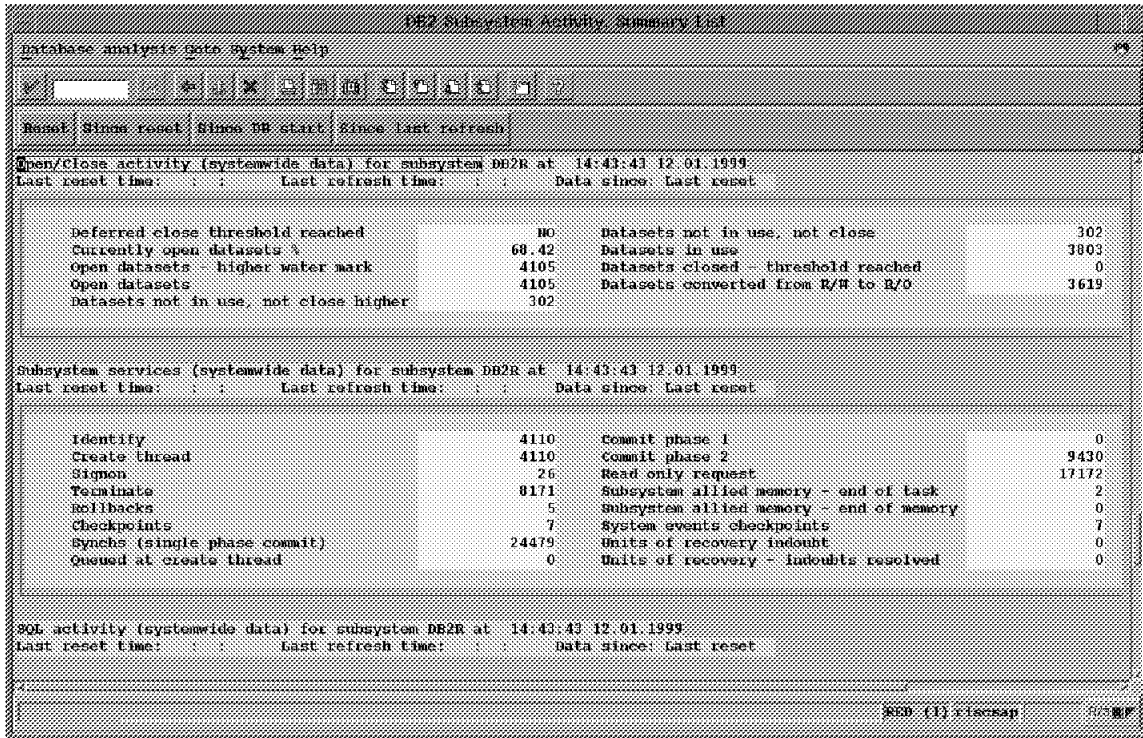 DB2 Subsystem Activity, Summary List
Database analysis Goto System Help
Reset Since reset Since DB start Since last refresh
Open/Close activity (systemwide data) for subsystem DB2R at 14:43:43 12.01.1999
Last reset time: : : Last refresh time: : : Data since: Last reset
Deferred close threshold reached NO Datasets not in use, not close 302
Currently open datasets % 68.42 Datasets in use 3803
Open datasets - higher water mark 4105 Datasets closed - threshold reached 0
Open datasets 4105 Datasets converted from R/W to R/O 3619
Datasets not in use, not close higher 302
Subsystem services (systemwide data) for subsystem DB2R at 14:43:43 12.01.1999
Last reset time: : : Last refresh time: : : Data since: Last reset
Identify 4110 Commit phase 1 0
Create thread 4110 Commit phase 2 9430
Signon 26 Read only request 17172
Terminate 8171 Subsystem allied memory - end of task 2
Rollbacks 5 Subsystem allied memory - end of memory 0
Checkpoints 7 System events checkpoints 7
Synchs (single phase commit) 24479 Units of recovery indoubt 0
Queued at create thread 0 Units of recovery - indoubts resolved 0
SQL activity (systemwide data) for subsystem DB2R at 14:43:43 12.01.1999
Last reset time: : : Last refresh time: : : Data since: Last reset
RED (1) riscsap